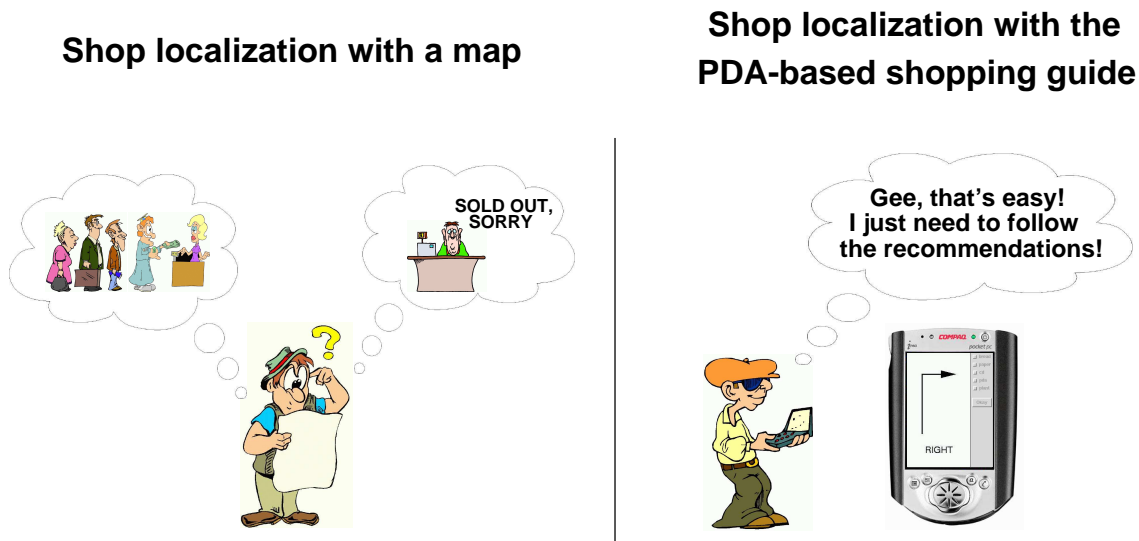 Shop localization with a map
SOLD OUT,
SORRY
Shop localization with the
PDA-based shopping guide
Gee, that's easy!
I just need to follow
the recommendations!
COMPAQ
pocket pc
RIGHT